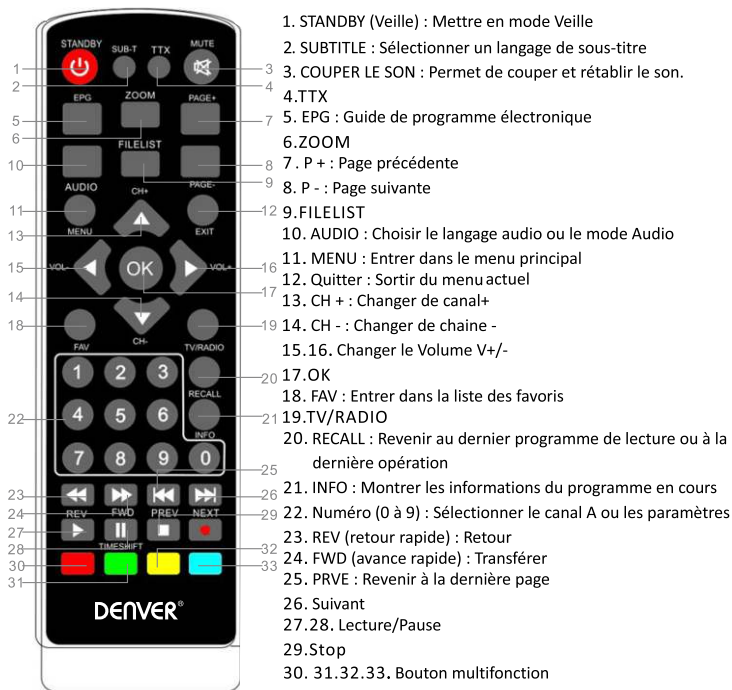 STANDBY
SUB-T
TTX
MUTE
1
2
3
4
EPG
ZOOM
PAGE+
5
6
7
FILELIST
10
8
9
AUDIO
CH+
PAGE-
11
12
MENU
EXIT
13
15
VOL-
OK
VOL+
16
17
14
18
19
FAV
CH-
TV/RADIO
1 2 3
20
RECALL
4 5 6
22
21
INFO
7 8 9 0
25
23
26
24
REV
FWD
PREV
NEXT
29
27
28
TIMESHIFT
32
30
33
31
DENVER®
1. STANDBY (Veille) : Mettre en mode Veille
2. SUBTITLE : Sélectionner un langage de sous-titre
3. COUPER LE SON : Permet de couper et rétablir le son.
4.TTX
5. EPG : Guide de programme électronique
6.ZOOM
7 . P + : Page précédente
8. P - : Page suivante
9.FILELIST
10. AUDIO : Choisir le langage audio ou le mode Audio
11. MENU : Entrer dans le menu principal
12. Quitter : Sortir du menu actuel
13. CH + : Changer de canal+
14. CH - : Changer de chaine -
15.16. Changer le Volume V+/-
17.OK
18. FAV : Entrer dans la liste des favoris
19.TV/RADIO
20. RECALL : Revenir au dernier programme de lecture ou à la
dernière opération
21. INFO : Montrer les informations du programme en cours
22. Numéro (0 à 9) : Sélectionner le canal A ou les paramètres
23. REV (retour rapide) : Retour
24. FWD (avance rapide) : Transférer
25. PRVE : Revenir à la dernière page
26. Suivant
27.28. Lecture/Pause
29.Stop
30. 31.32.33. Bouton multifonction